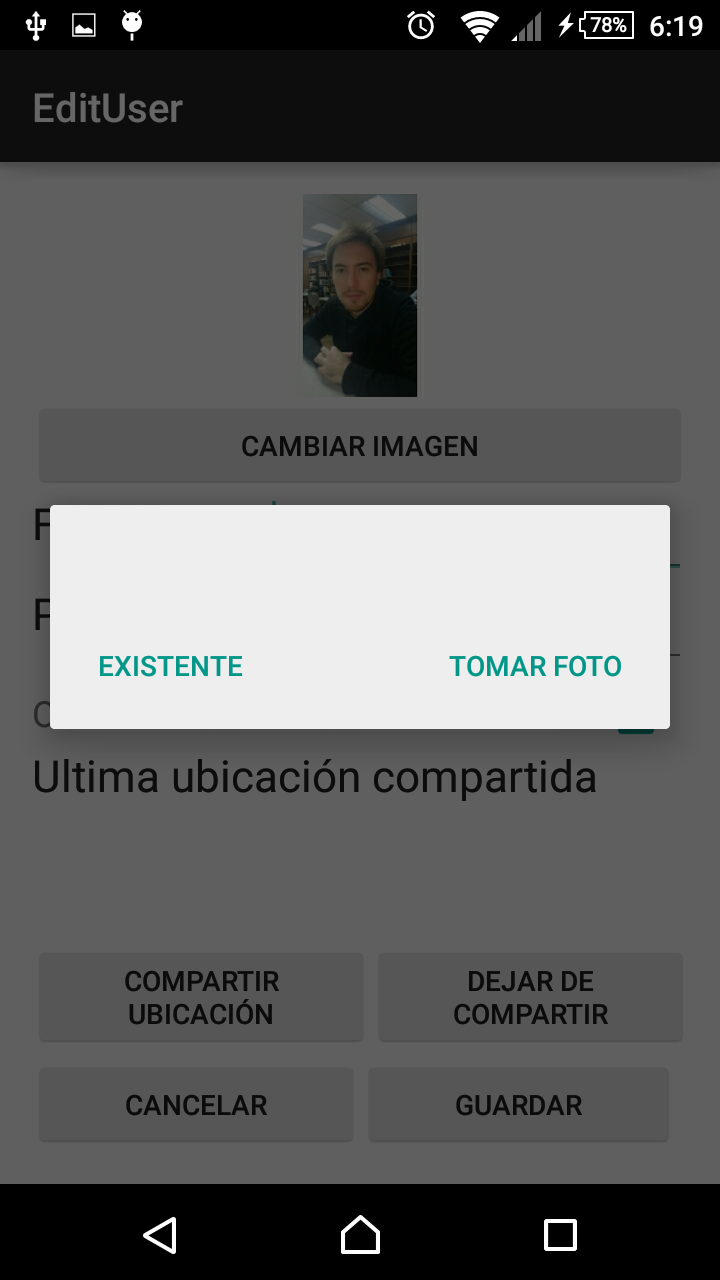 78% 6:19
EditUser
CAMBIAR IMAGEN
EXISTENTE TOMAR FOTO
Ultima ubicación compartida
COMPARTIR UBICACIÓN
DEJAR DE COMPARTIR
CANCELAR GUARDAR